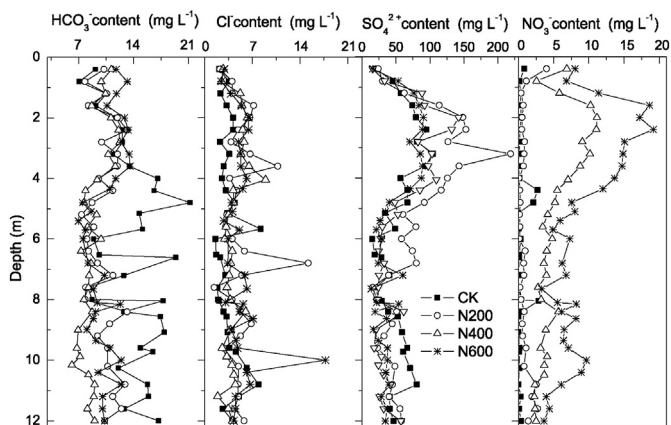 HCO₃⁻content (mg L⁻¹) Cl⁻content (mg L⁻¹) SO₄²⁺content (mg L⁻¹) NO₃⁻content (mg L⁻¹)
7 14 21 0 7 14 21 50 100 150 200 0 5 10 15 20
0
2
4
6
8
10
12
Depth (m)
CK
N200
N400
N600